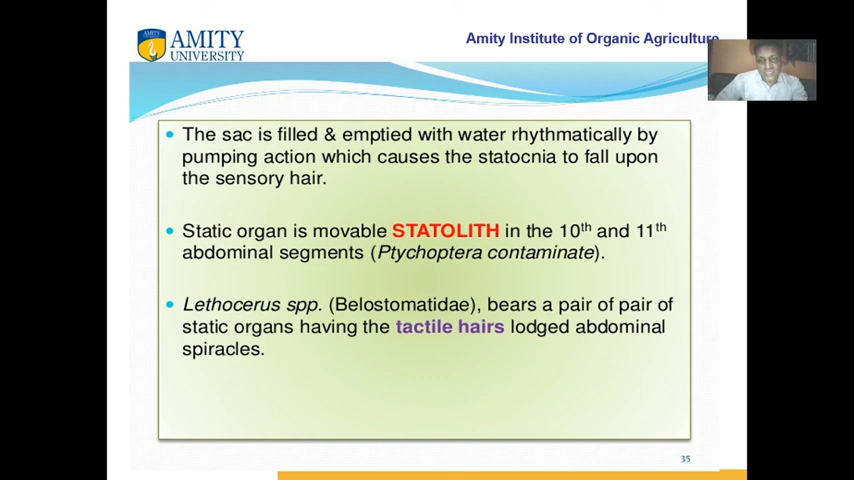 AMITY
AMITY
UNIVERSITY
Amity Institute of Organic Agriculture
The sac is filled & emptied with water rhythmatically by
pumping action which causes the statocnia to fall upon
the sensory hair.
Static organ is movable STATOLITH in the 10th and 11th
abdominal segments (Ptychoptera contaminate).
Lethocerus spp. (Belostomatidae), bears a pair of pair of
static organs having the tactile hairs lodged abdominal
spiracles.
35